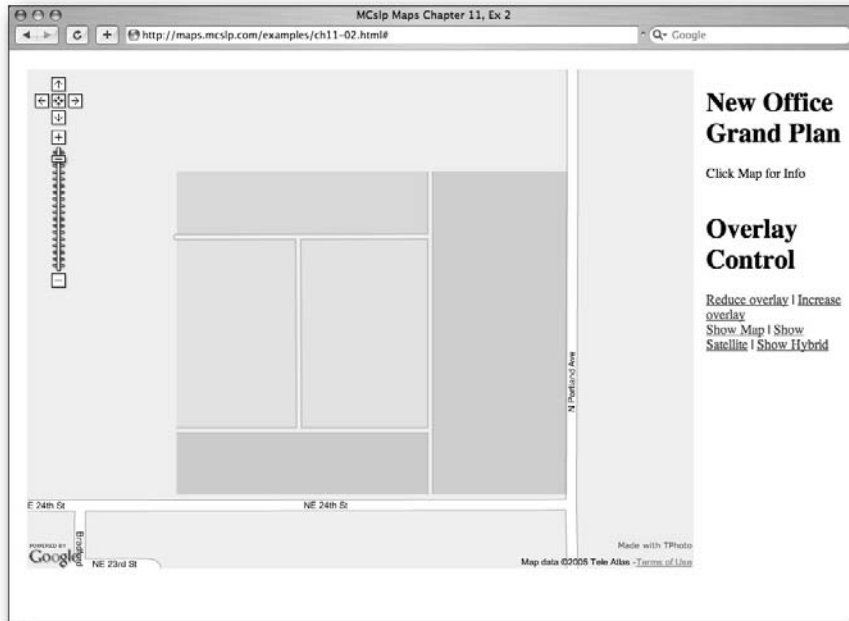 MCslp Maps Chapter 11, Ex 2
http://maps.mcslp.com/examples/ch11-02.html#
Google
New Office
Grand Plan
Click Map for Info
Overlay
Control
Reduce overlay | Increase
overlay
Show Map | Show
Satellite | Show Hybrid
N Portland Ave
E 24th St
NE 24th St
Bradford
NE 23rd St
POWERED BY
Google
Made with TPhoto
Map data ©2005 Tele Atlas - Terms of Use